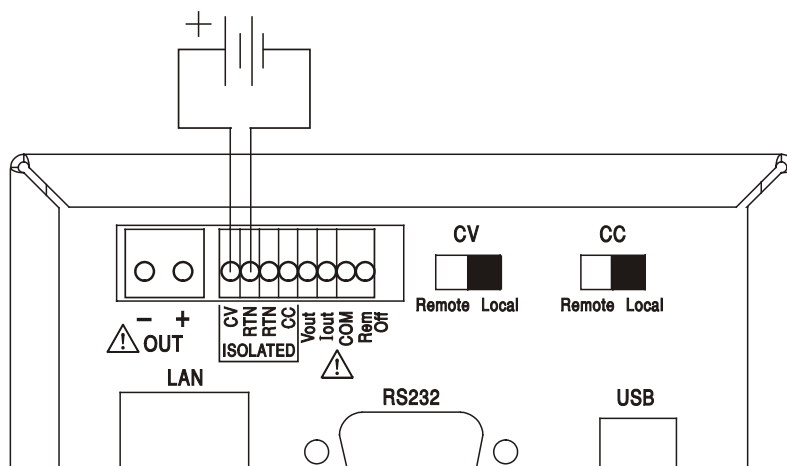 +
CV CC
Remote Local Remote Local
− +
CV
RTN
RTN
CC
Vout
Iout
COM
Rem
Off
⚠ OUT
ISOLATED
⚠
LAN
RS232
USB